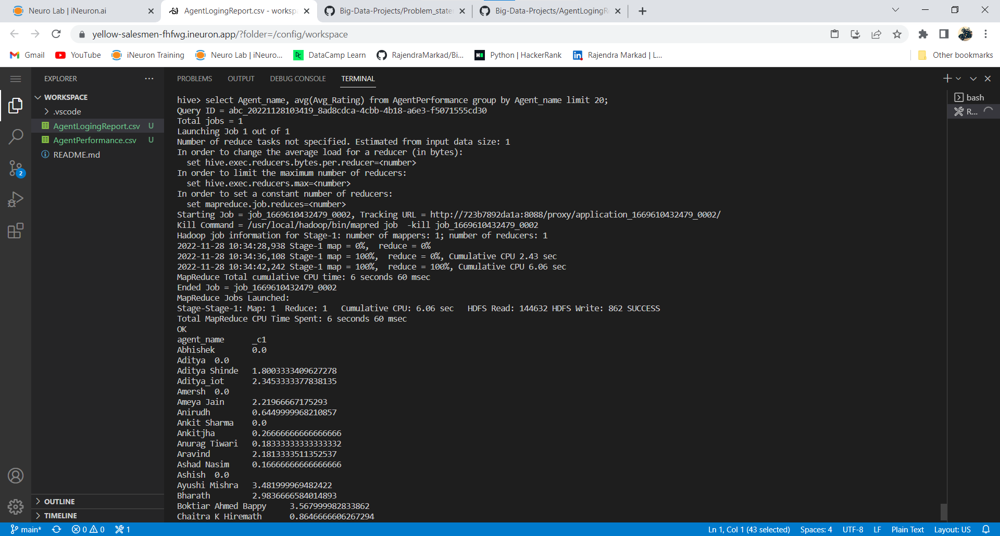 Neuro Lab | iNeuron.ai
AgentLogingReport.csv - workspa
Big-Data-Projects/Problem_state
Big-Data-Projects/AgentLogingR
yellow-salesmen-fhfwg.ineuron.app/?folder=/config/workspace
Gmail
YouTube
iNeuron Training
Neuro Lab | iNeuro...
DataCamp Learn
RajendraMarkad/Bi...
Python | HackerRank
Rajendra Markad | L...
Other bookmarks
EXPLORER
PROBLEMS
OUTPUT
DEBUG CONSOLE
TERMINAL
WORKSPACE
.vscode
AgentLogingReport.csv U
AgentPerformance.csv U
README.md
2
OUTLINE
TIMELINE
hive> select Agent_name, avg(Avg_Rating) from AgentPerformance group by Agent_name limit 20;
Query ID = abc_20221128103419_8ad8cdca-4cbb-4b18-a6e3-f5071555cd30
Total jobs = 1
Launching Job 1 out of 1
Number of reduce tasks not specified. Estimated from input data size: 1
In order to change the average load for a reducer (in bytes):
  set hive.exec.reducers.bytes.per.reducer=<number>
In order to limit the maximum number of reducers:
  set hive.exec.reducers.max=<number>
In order to set a constant number of reducers:
  set mapreduce.job.reduces=<number>
Starting Job = job_1669610432479_0002, Tracking URL = http://723b7892da1a:8088/proxy/application_1669610432479_0002/
Kill Command = /usr/local/hadoop/bin/mapred job  -kill job_1669610432479_0002
Hadoop job information for Stage-1: number of mappers: 1; number of reducers: 1
2022-11-28 10:34:28,938 Stage-1 map = 0%,  reduce = 0%
2022-11-28 10:34:36,108 Stage-1 map = 100%,  reduce = 0%, Cumulative CPU 2.43 sec
2022-11-28 10:34:42,242 Stage-1 map = 100%,  reduce = 100%, Cumulative CPU 6.06 sec
MapReduce Total cumulative CPU time: 6 seconds 60 msec
Ended Job = job_1669610432479_0002
MapReduce Jobs Launched:
Stage-Stage-1: Map: 1  Reduce: 1   Cumulative CPU: 6.06 sec   HDFS Read: 144632 HDFS Write: 862 SUCCESS
Total MapReduce CPU Time Spent: 6 seconds 60 msec
OK
agent_name _c1
Abhishek 0.0
Aditya 0.0
Aditya Shinde 1.8003333409627278
Aditya_iot 2.3453333377838135
Amersh 0.0
Ameya Jain 2.21966667175293
Anirudh 0.6449999968210857
Ankit Sharma 0.0
Ankitjha 0.26666666666666666
Anurag Tiwari 0.18333333333333332
Aravind 2.1813333511352537
Ashad Nasim 0.16666666666666666
Ashish 0.0
Ayushi Mishra 3.481999969482422
Bharath 2.9836666584014893
Boktiar Ahmed Bappy 3.567999982833862
Chaitra K Hiremath 0.8646666606267294
bash
R...
main*
0
0
1
Ln 1, Col 1 (43 selected)
Spaces: 4
UTF-8
LF
Plain Text
Layout: US